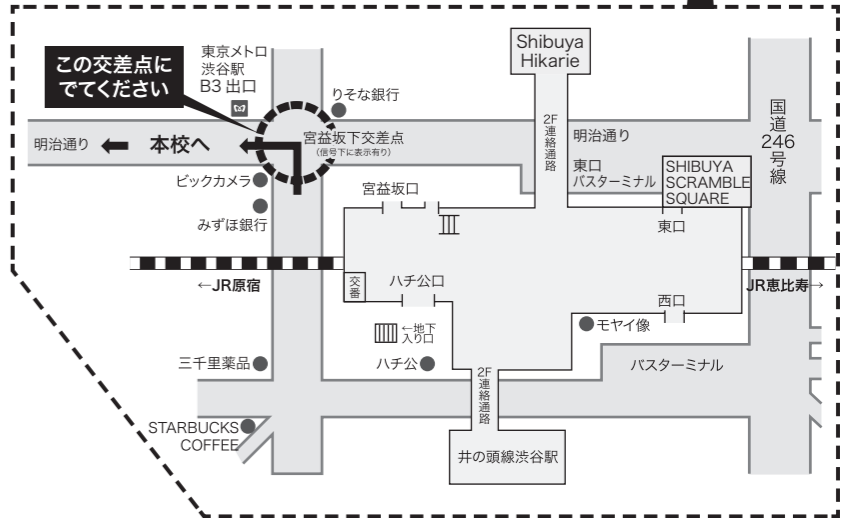 この交差点に
でてください
東京メトロ
渋谷駅
B3 出口
りそな銀行
Shibuya
Hikarie
2F連絡通路
国道246号線
明治通り
本校へ
宮益坂下交差点
(信号下に表示有り)
明治通り
東口
バスターミナル
SHIBUYA
SCRAMBLE
SQUARE
ビックカメラ
みずほ銀行
宮益坂口
東口
←JR原宿
交番
ハチ公口
JR恵比寿→
西口
モヤイ像
←地下
入り口
三千里薬品
ハチ公
2F連絡通路
バスターミナル
STARBUCKS
COFFEE
井の頭線渋谷駅